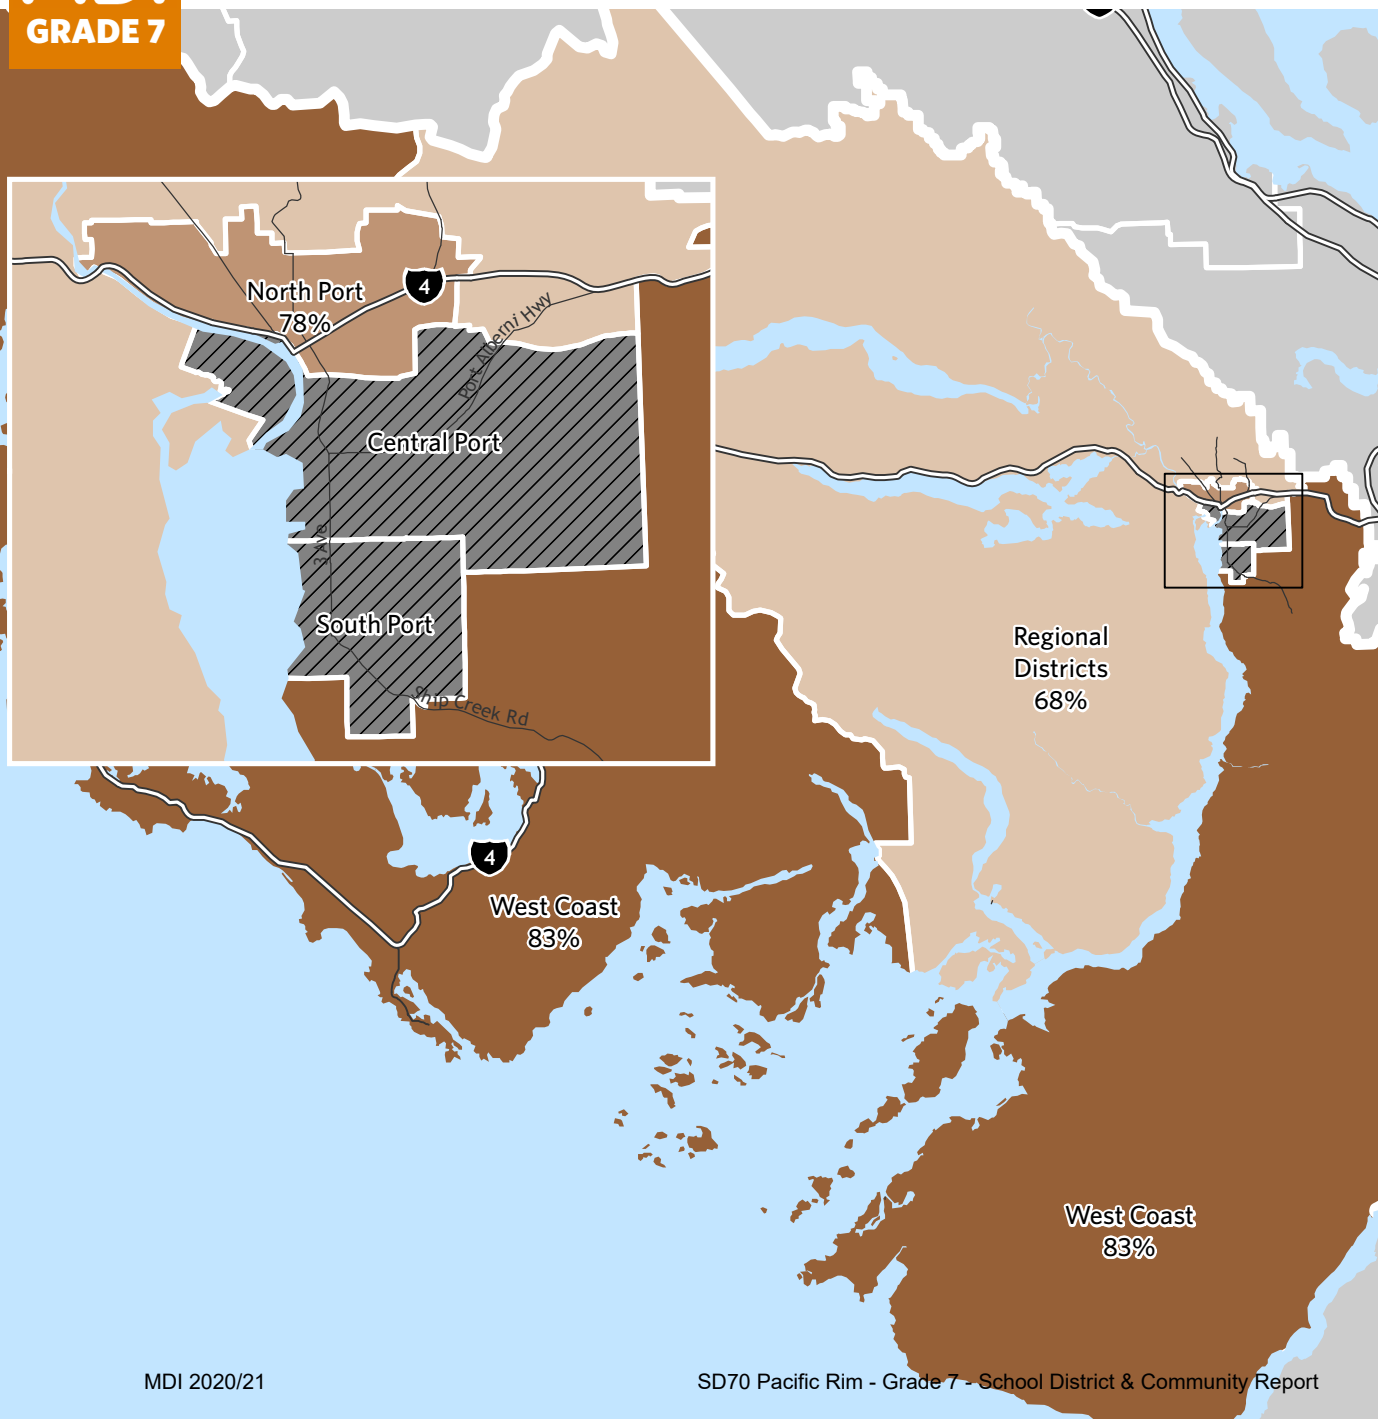 GRADE 7
4
North Port
78%
Port Alberni Hwy
Central Port
3 Ave
South Port
Ship Creek Rd
Regional
Districts
68%
4
West Coast
83%
West Coast
83%
MDI 2020/21
SD70 Pacific Rim - Grade 7 - School District & Community Report